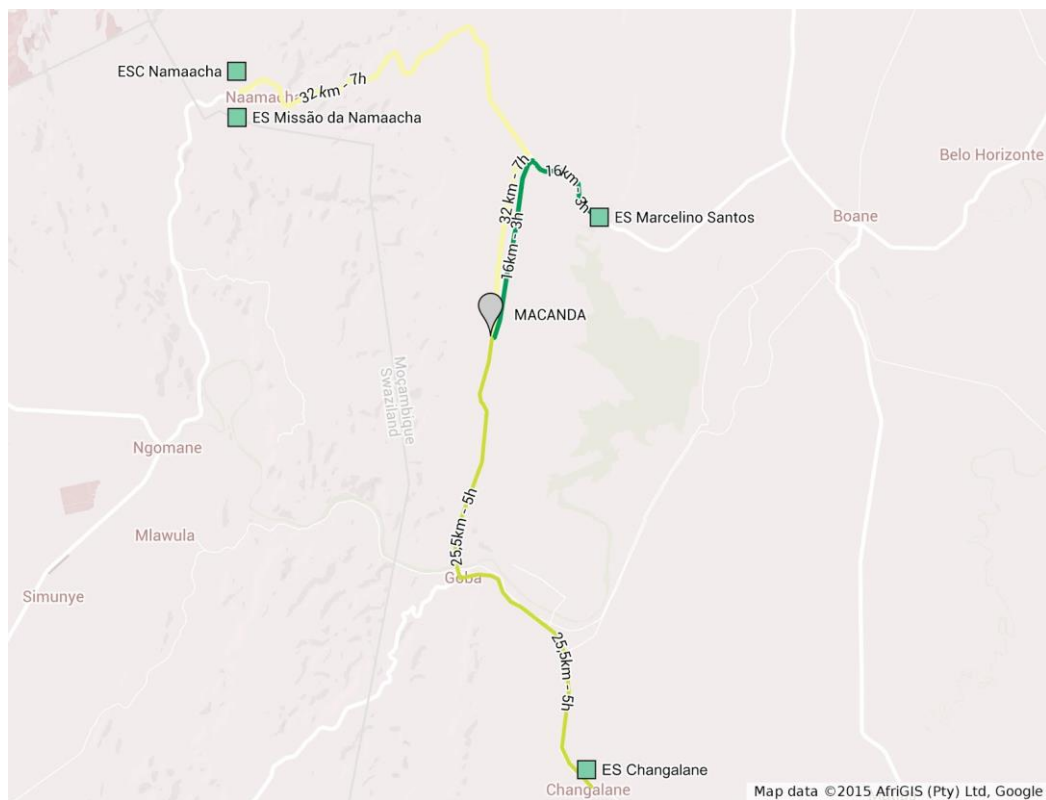 ESC Namaacha
Naamacha
32 km - 7h
ES Missão da Namaacha
Belo Horizonte
16km - 3h
32 km - 7h
ES Marcelino Santos
Boane
16km - 3h
MACANDA
Moçambique
Swaziland
Ngomane
25,5km - 5h
Mlawula
Goba
Simunye
25,5km - 5h
ES Changalane
Changalane
Map data ©2015 AfriGIS (Pty) Ltd, Google